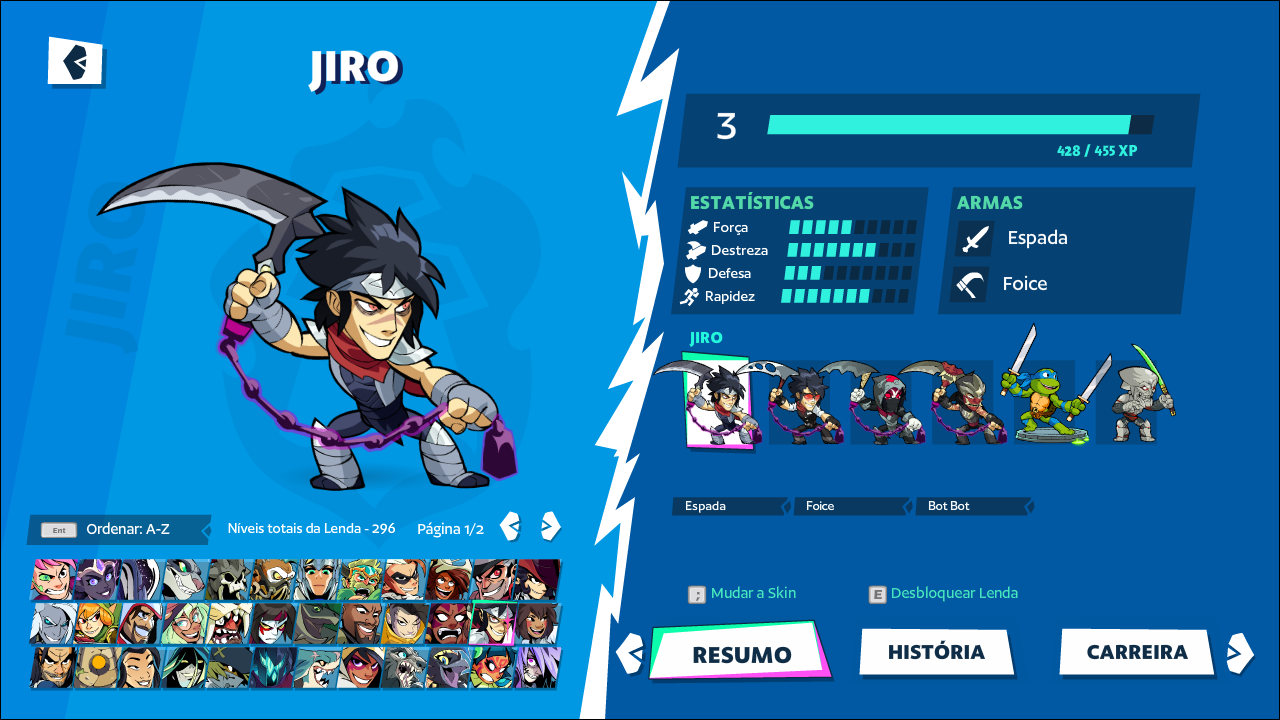 JIRO
JIRO
3
428 / 455 XP
ESTATÍSTICAS
Força
Destreza
Defesa
Rapidez
ARMAS
Espada
Foice
JIRO
Espada
Foice
Bot Bot
Ent
Ordenar: A-Z
Níveis totais da Lenda - 296
Página 1/2
; Mudar a Skin
E Desbloquear Lenda
RESUMO
HISTÓRIA
CARREIRA